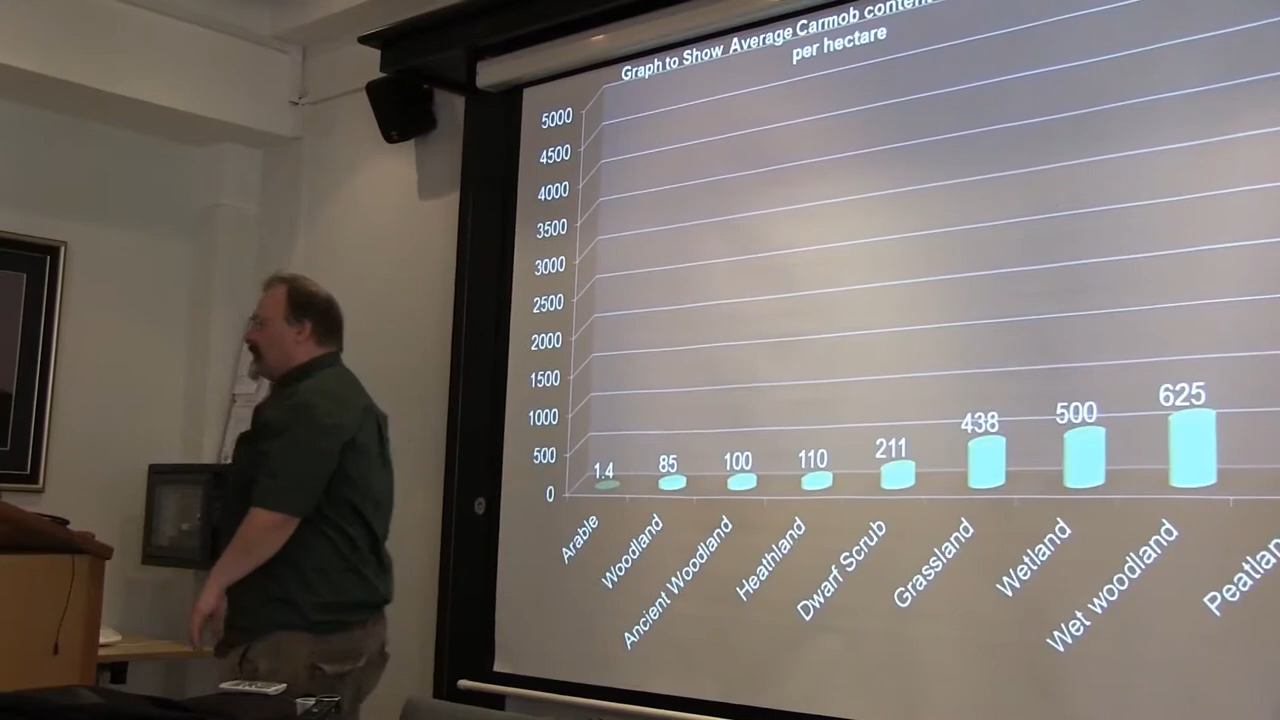 Graph to Show Average Carmob conten
per hectare
5000
4500
4000
3500
3000
2500
2000
1500
1000
500
0
1.4
85
100
110
211
438
500
625
Arable
Woodland
Ancient Woodland
Heathland
Dwarf Scrub
Grassland
Wetland
Wet woodland
Peatlan